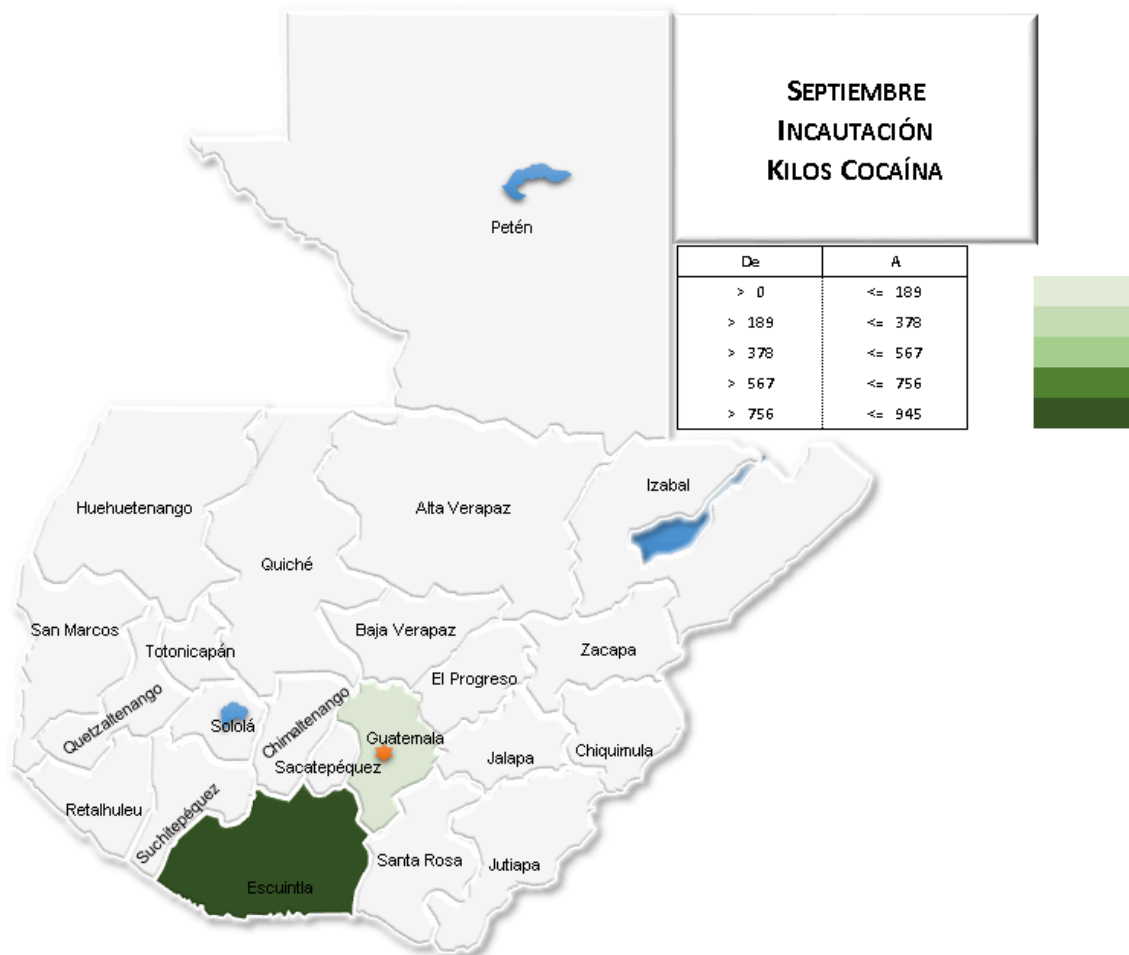 SEPTIEMBRE
INCAUTACIÓN
KILOS COCAÍNA
De A
> 0 <= 189
> 189 <= 378
> 378 <= 567
> 567 <= 756
> 756 <= 945
Petén
Izabal
Huehuetenango
Alta Verapaz
Quiché
San Marcos
Baja Verapaz
Totonicapán
Zacapa
El Progreso
Quetzaltenango
Sololá
Chimaltenango
Guatemala
Sacatepéquez
Jalapa
Chiquimula
Retalhuleu
Suchitepéquez
Santa Rosa
Jutiapa
Escuintla